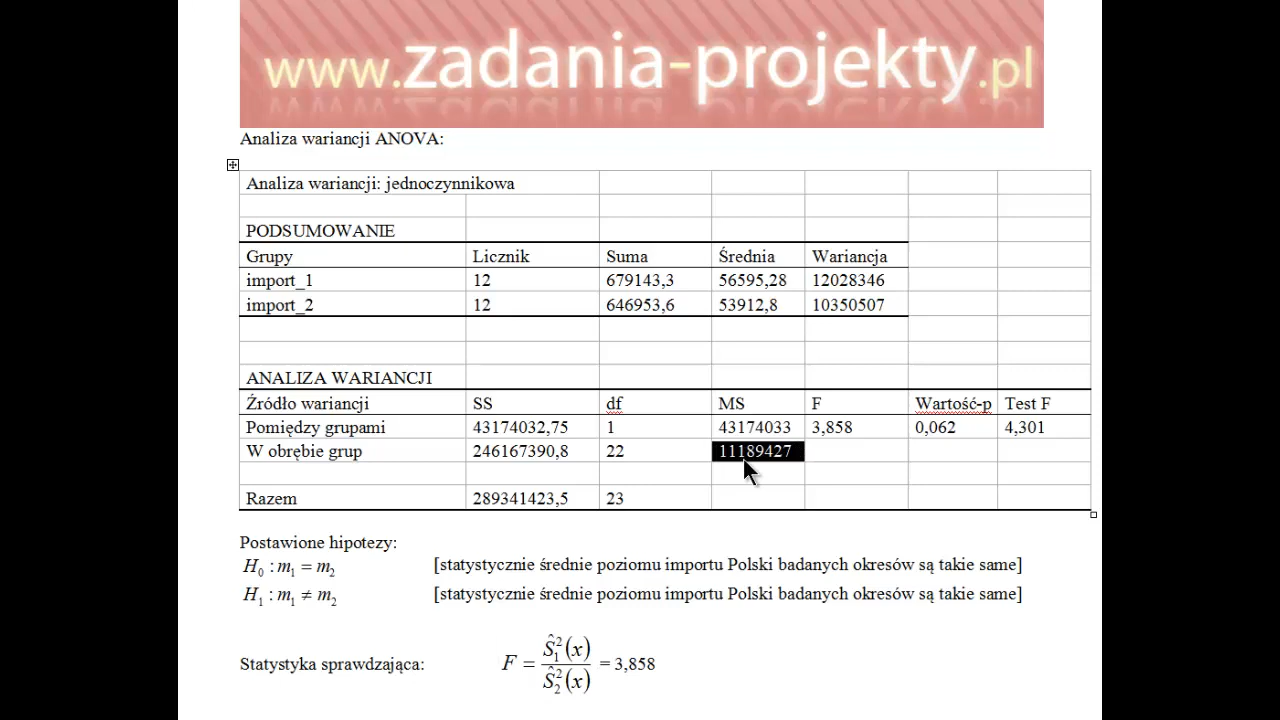 www.zadania-projekty.pl
Analiza wariancji ANOVA:
Analiza wariancji: jednoczynnikowa
PODSUMOWANIE
Grupy Licznik Suma Średnia Wariancja
import_1 12 679143,3 56595,28 12028346
import_2 12 646953,6 53912,8 10350507
ANALIZA WARIANCJI
Źródło wariancji SS df MS F Wartość-p Test F
Pomiędzy grupami 43174032,75 1 43174033 3,858 0,062 4,301
W obrębie grup 246167390,8 22 11189427
Razem 289341423,5 23
Postawione hipotezy:
H₀ : m₁ = m₂ [statystycznie średnie poziomu importu Polski badanych okresów są takie same]
H₁ : m₁ ≠ m₂ [statystycznie średnie poziomu importu Polski badanych okresów są takie same]
Statystyka sprawdzająca: F = Ŝ₁²(x) / Ŝ₂²(x) = 3,858